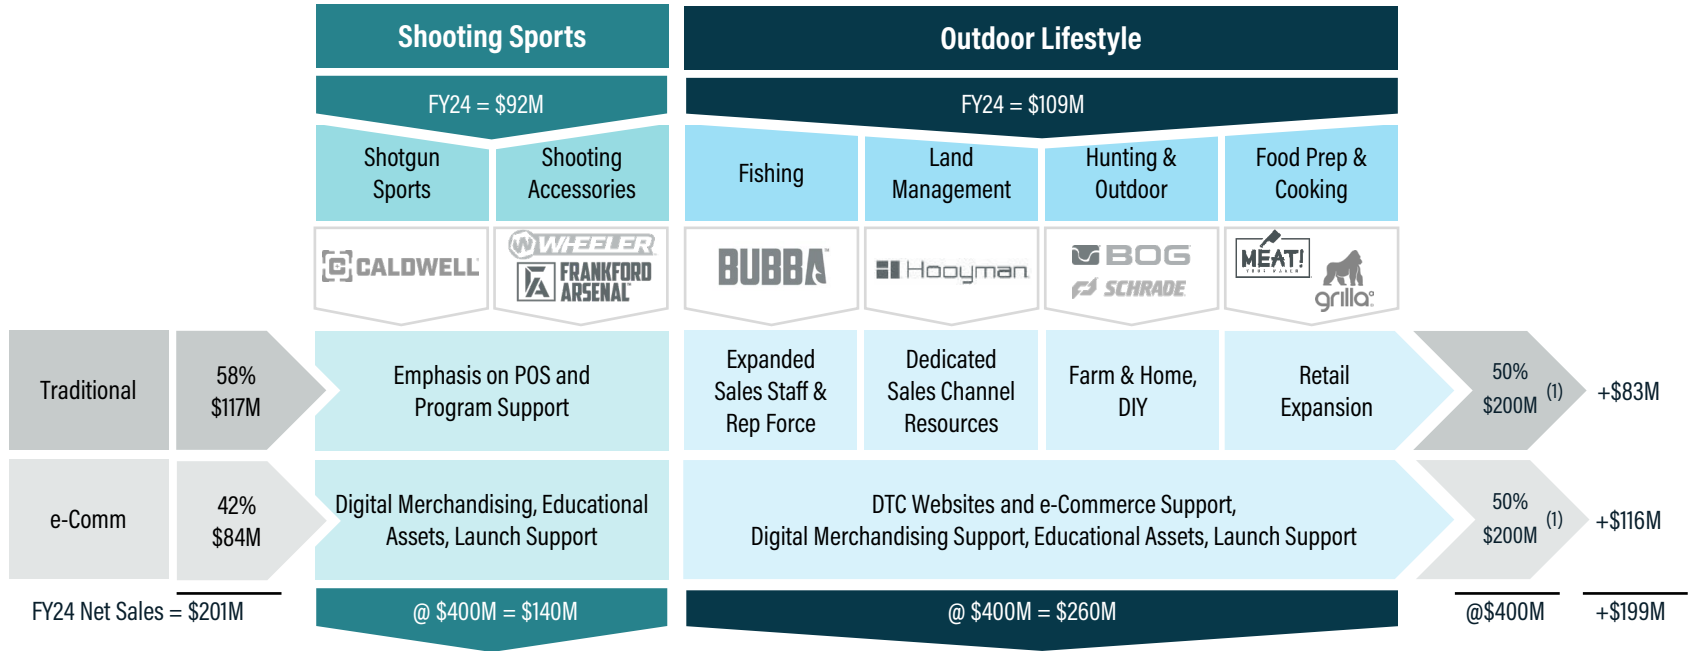 Shooting Sports
Outdoor Lifestyle
FY24 = $92M
FY24 = $109M
Shotgun
Sports
Shooting
Accessories
Fishing
Land
Management
Hunting &
Outdoor
Food Prep &
Cooking
CALDWELL
WHEELER
FRANKFORD
ARSENAL
BUBBA
Hooyman
BOG
SCHRADE
MEAT!
YOUR MAKER
grilla
Traditional
58%
$117M
Emphasis on POS and
Program Support
Expanded
Sales Staff &
Rep Force
Dedicated
Sales Channel
Resources
Farm & Home,
DIY
Retail
Expansion
50%
$200M (1)
+$83M
e-Comm
42%
$84M
Digital Merchandising, Educational
Assets, Launch Support
DTC Websites and e-Commerce Support,
Digital Merchandising Support, Educational Assets, Launch Support
50%
$200M (1)
+$116M
FY24 Net Sales = $201M
@ $400M = $140M
@ $400M = $260M
@$400M
+$199M